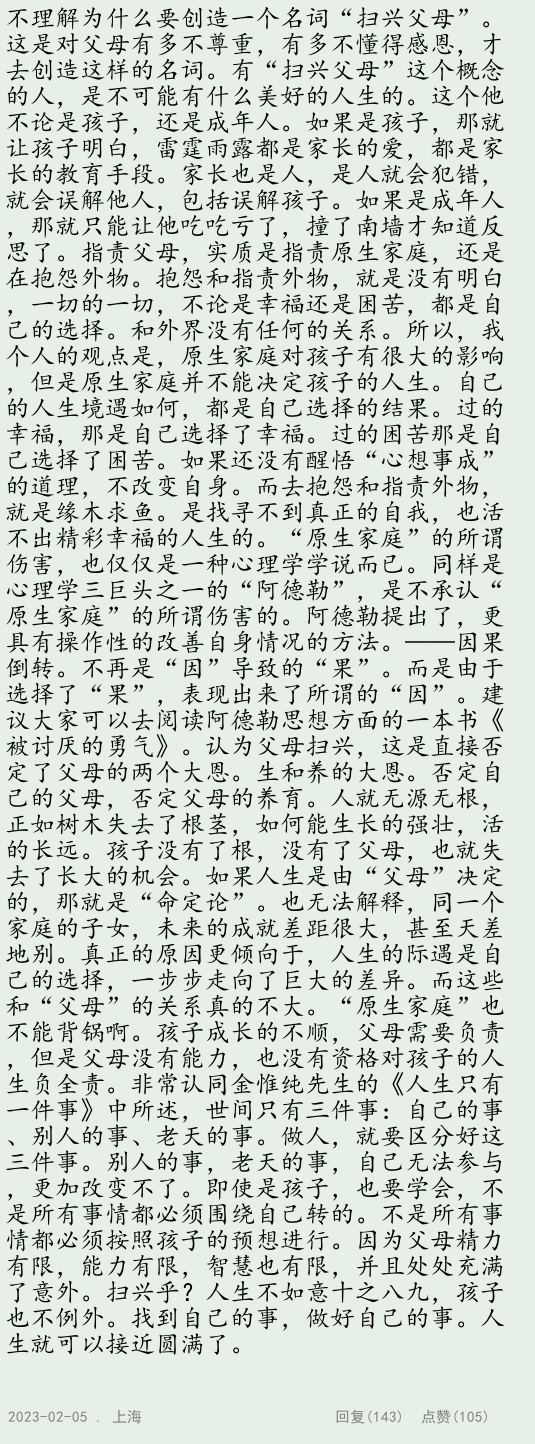 不理解为什么要创造一个名词“扫兴父母”。
这是对父母有多不尊重，有多不懂得感恩，才
去创造这样的名词。有“扫兴父母”这个概念
的人，是不可能有什么美好的人生的。这个他
不论是孩子，还是成年人。如果是孩子，那就
让孩子明白，雷霆雨露都是家长的爱，都是家
长的教育手段。家长也是人，是人就会犯错，
就会误解他人，包括误解孩子。如果是成年人
，那就只能让他吃吃亏了，撞了南墙才知道反
思了。指责父母，实质是指责原生家庭，还是
在抱怨外物。抱怨和指责外物，就是没有明白
，一切的一切，不论是幸福还是困苦，都是自
己的选择。和外界没有任何的关系。所以，我
个人的观点是，原生家庭对孩子有很大的影响
，但是原生家庭并不能决定孩子的人生。自己
的人生境遇如何，都是自己选择的结果。过的
幸福，那是自己选择了幸福。过的困苦那是自
己选择了困苦。如果还没有醒悟“心想事成”
的道理，不改变自身。而去抱怨和指责外物，
就是缘木求鱼。是找寻不到真正的自我，也活
不出精彩幸福的人生的。“原生家庭”的所谓
伤害，也仅仅是一种心理学学说而已。同样是
心理学三巨头之一的“阿德勒”，是不承认“
原生家庭”的所谓伤害的。阿德勒提出了，更
具有操作性的改善自身情况的方法。——因果
倒转。不再是“因”导致的“果”。而是由于
选择了“果”，表现出来了所谓的“因”。建
议大家可以去阅读阿德勒思想方面的一本书《
被讨厌的勇气》。认为父母扫兴，这是直接否
定了父母的两个大恩。生和养的大恩。否定自
己的父母，否定父母的养育。人就无源无根，
正如树木失去了根茎，如何能生长的强壮，活
的长远。孩子没有了根，没有了父母，也就失
去了长大的机会。如果人生是由“父母”决定
的，那就是“命定论”。也无法解释，同一个
家庭的子女，未来的成就差距很大，甚至天差
地别。真正的原因更倾向于，人生的际遇是自
己的选择，一步步走向了巨大的差异。而这些
和“父母”的关系真的不大。“原生家庭”也
不能背锅啊。孩子成长的不顺，父母需要负责
，但是父母没有能力，也没有资格对孩子的人
生负全责。非常认同金惟纯先生的《人生只有
一件事》中所述，世间只有三件事：自己的事
、别人的事、老天的事。做人，就要区分好这
三件事。别人的事，老天的事，自己无法参与
，更加改变不了。即使是孩子，也要学会，不
是所有事情都必须围绕自己转的。不是所有事
情都必须按照孩子的预想进行。因为父母精力
有限，能力有限，智慧也有限，并且处处充满
了意外。扫兴乎？人生不如意十之八九，孩子
也不例外。找到自己的事，做好自己的事。人
生就可以接近圆满了。
2023-02-05 . 上海 回复(143) 点赞(105)